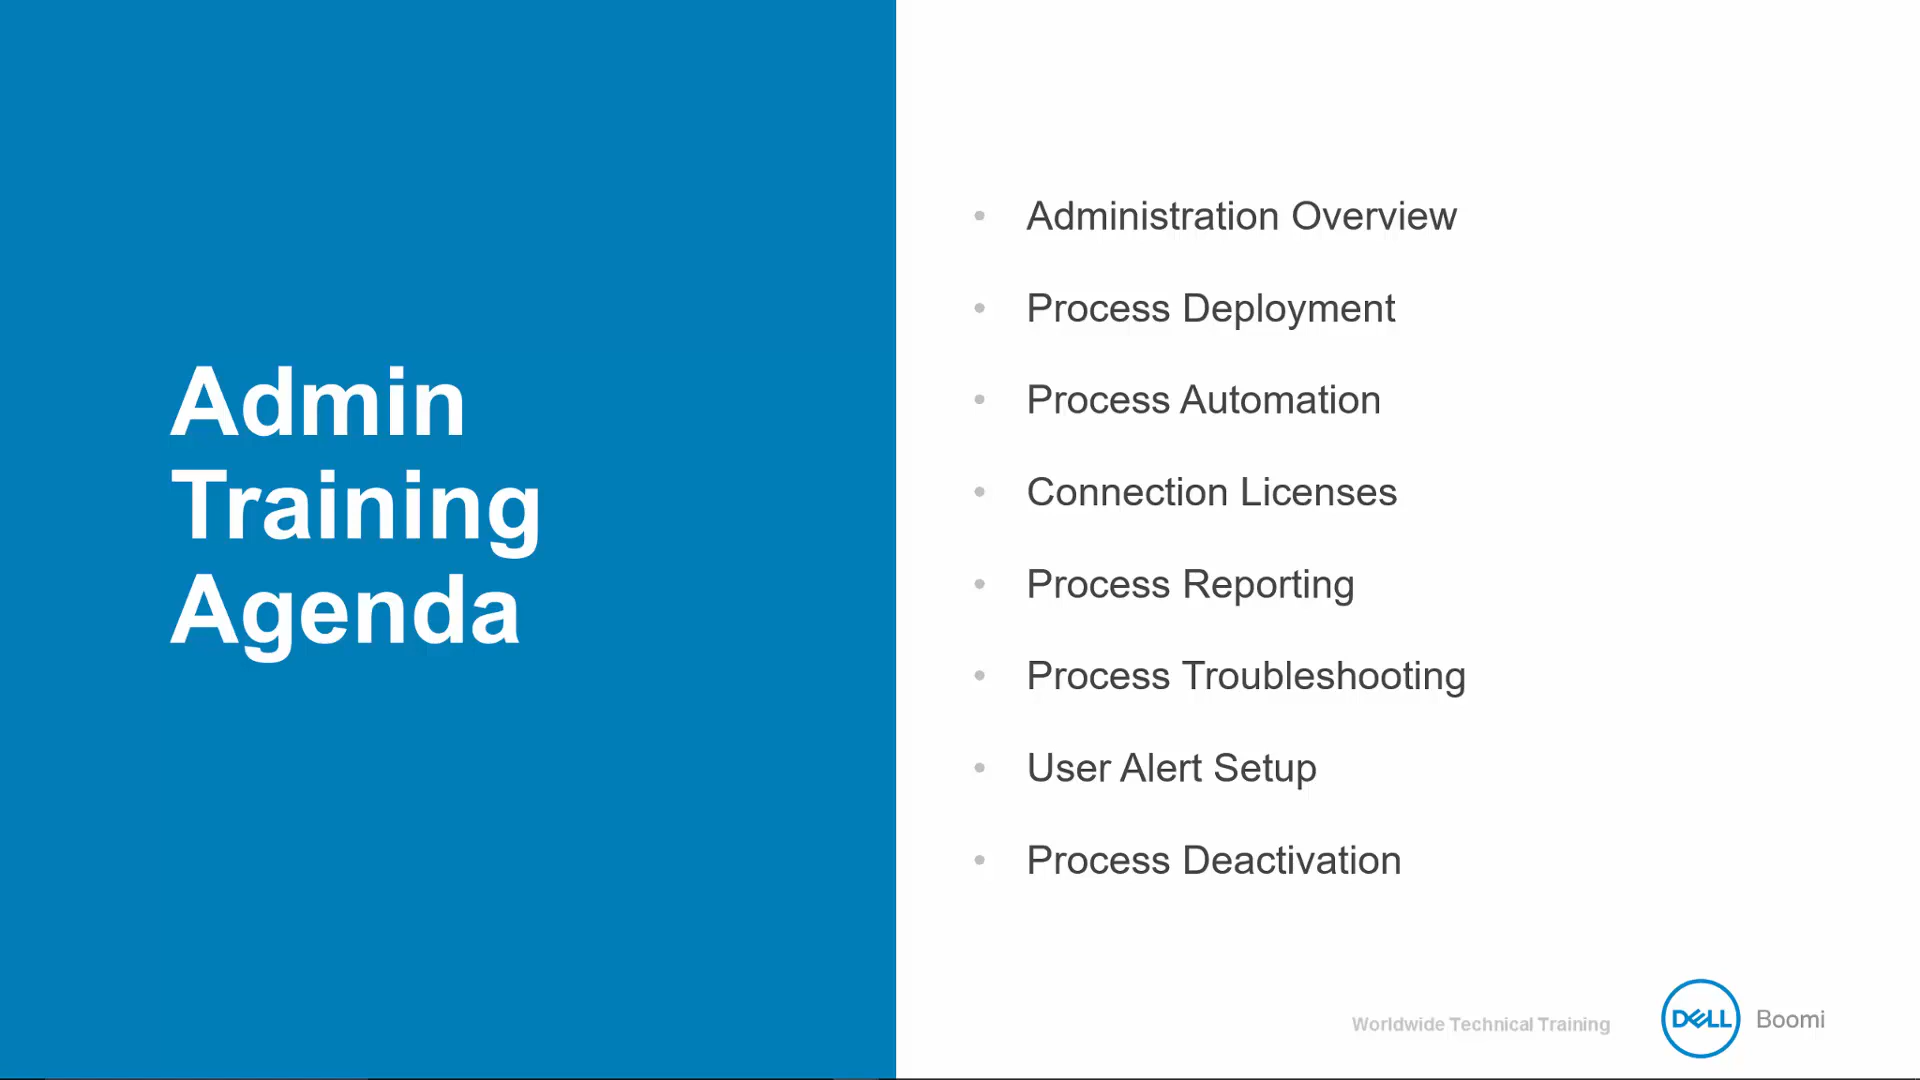 Admin
Training
Agenda
• Administration Overview
• Process Deployment
• Process Automation
• Connection Licenses
• Process Reporting
• Process Troubleshooting
• User Alert Setup
• Process Deactivation
Worldwide Technical Training
DELL Boomi